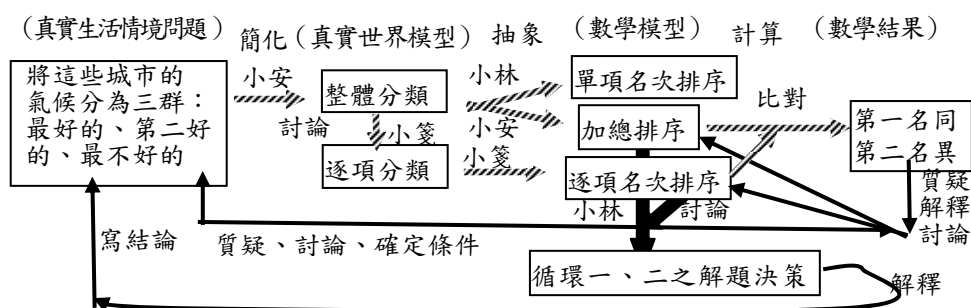 （真實生活情境問題）
簡化
（真實世界模型）
抽象
（數學模型）
計算
（數學結果）
將這些城市的
氣候分為三群：
最好的、第二好
的、最不好的
小安
整體分類
討論
小箋
逐項分類
小林
小安
小箋
單項名次排序
加總排序
逐項名次排序
比對
第一名同
第二名異
質疑
解釋
討論
小林
討論
寫結論
質疑、討論、確定條件
循環一、二之解題決策
解釋